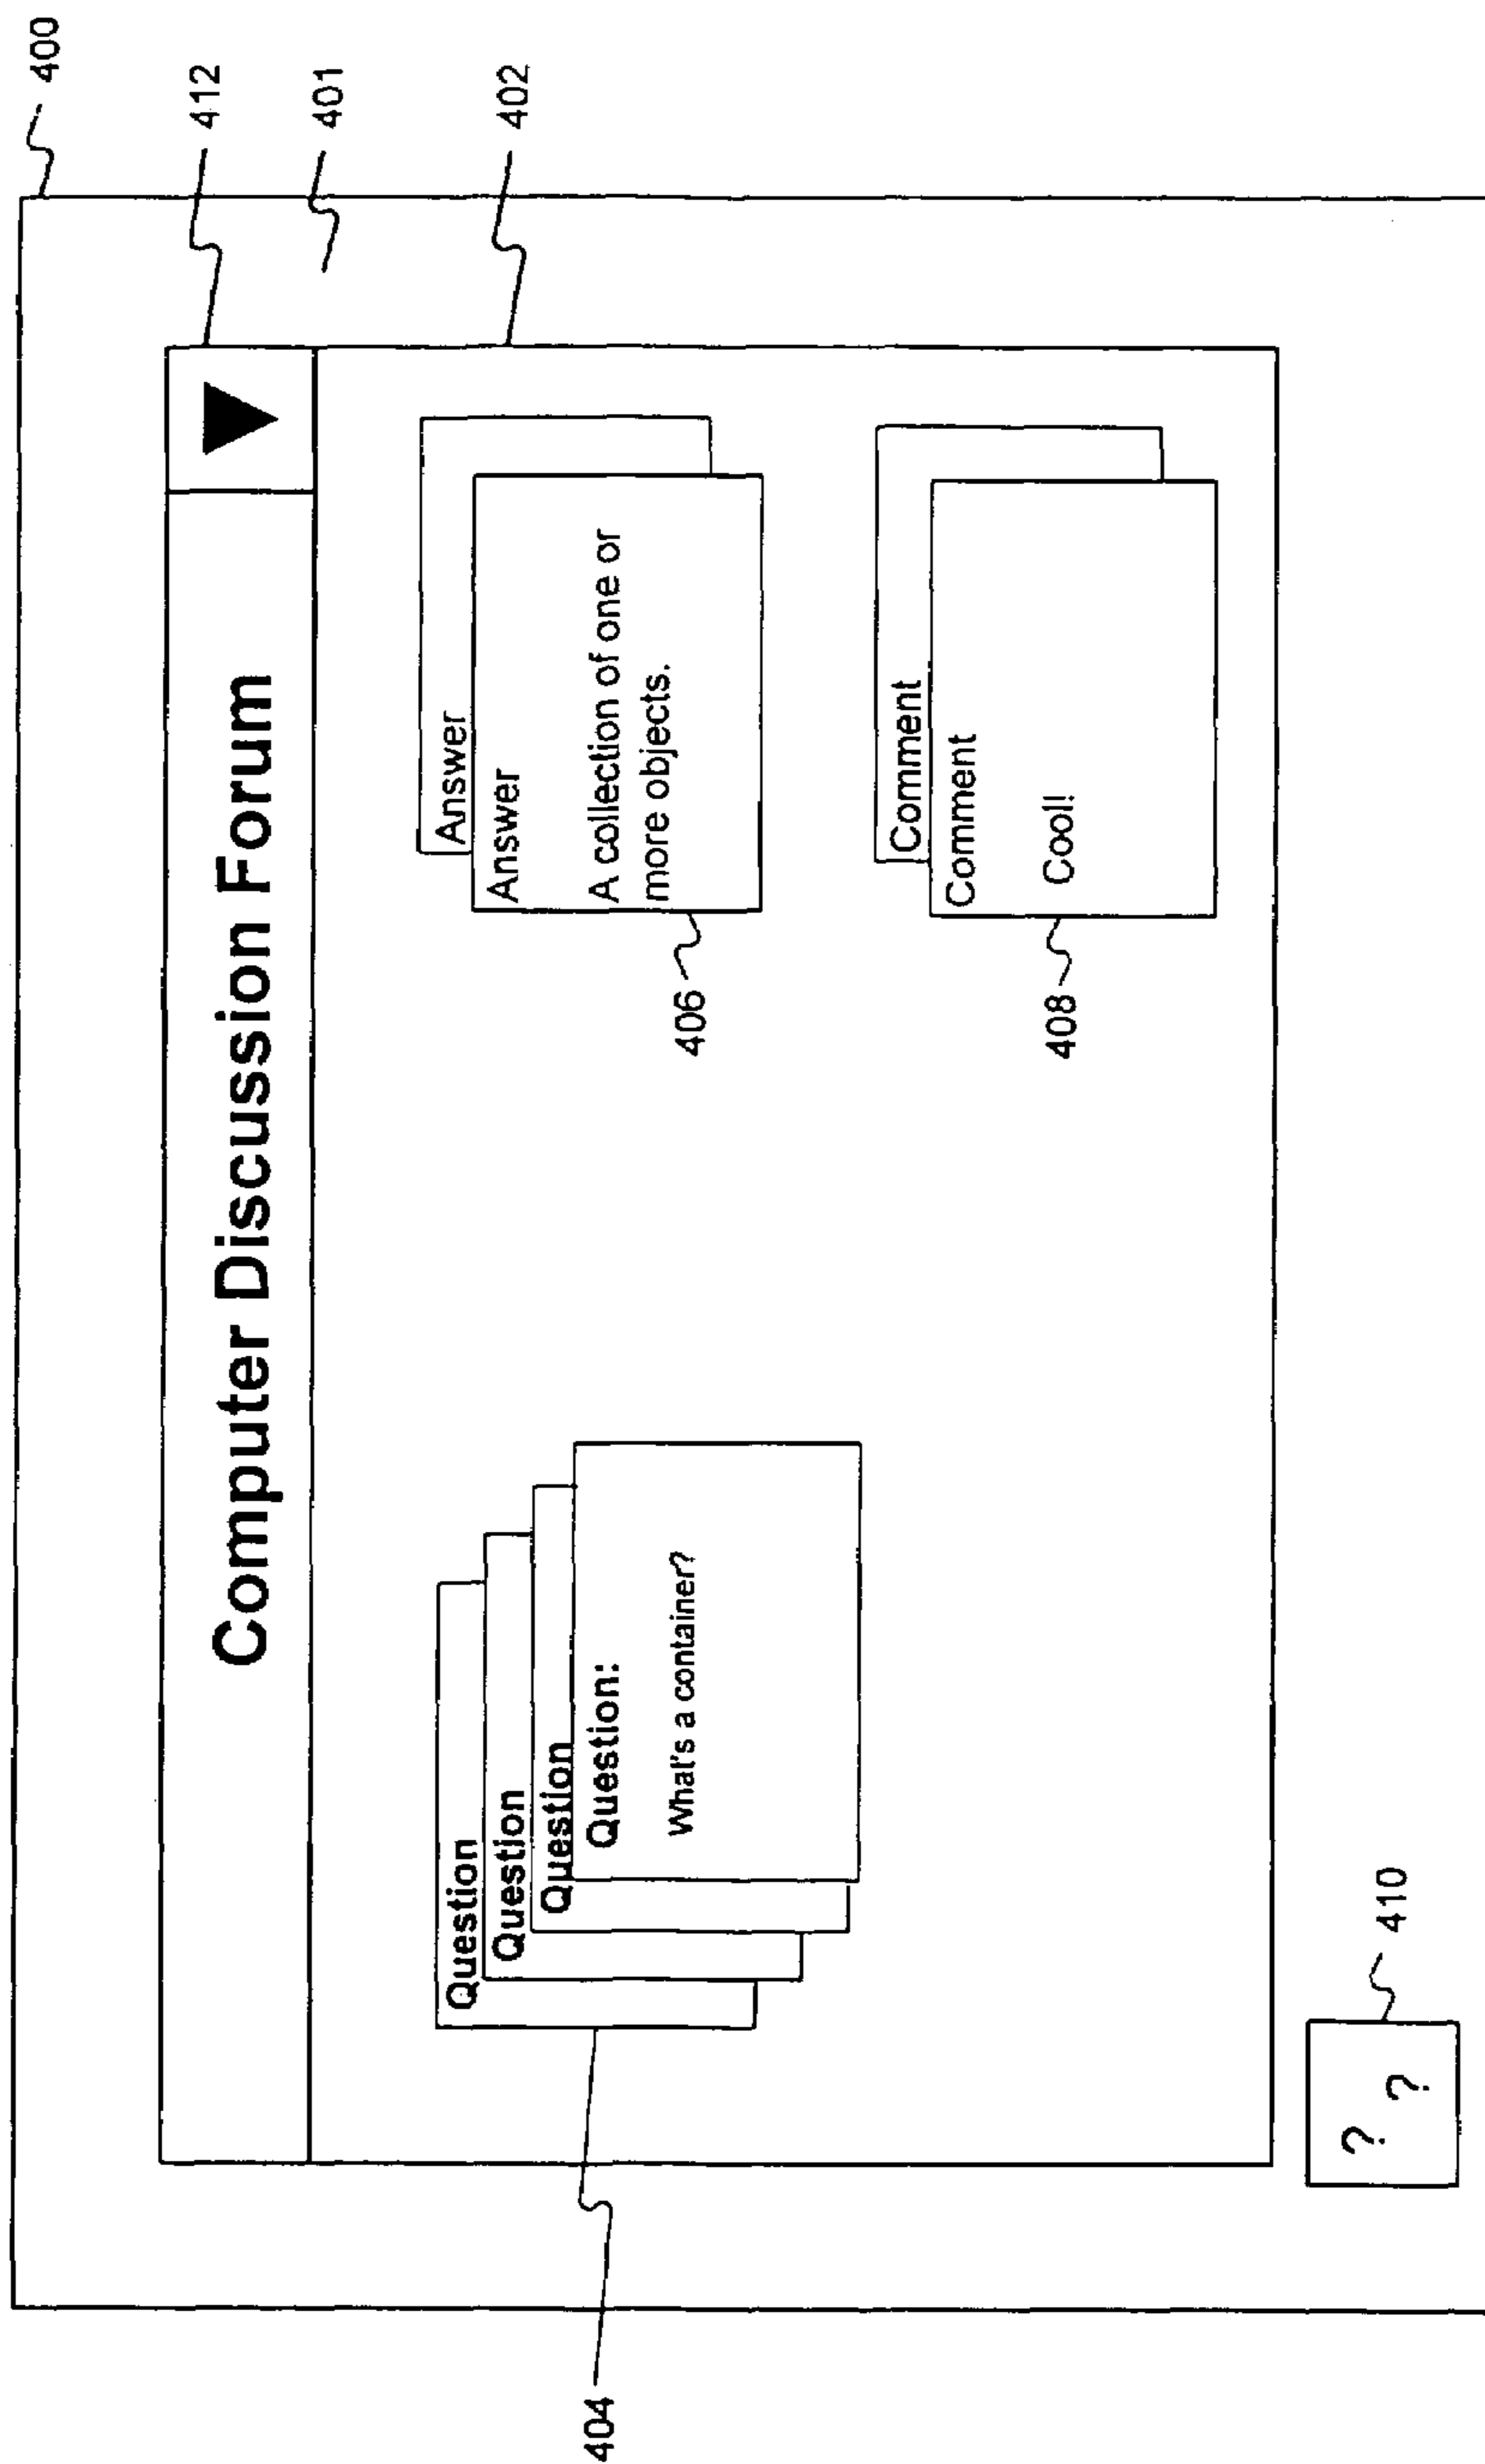 400
412
401
402
Computer Discussion Forum
Question
Question
Question
Question:
What's a container?
404
Answer
Answer
A collection of one or
more objects.
406
Comment
Comment
Cool!
408
? ?
410